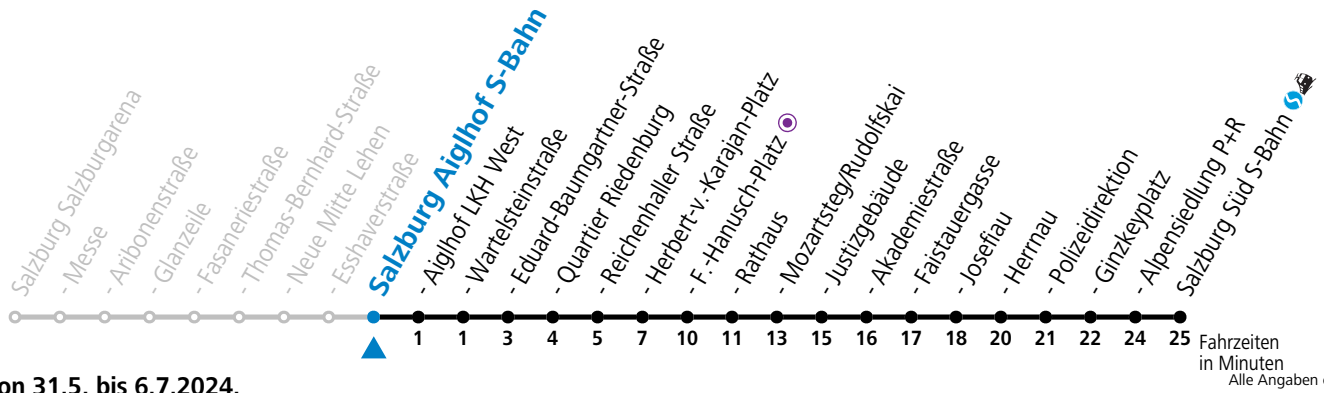 Salzburg Salzburgarena
- Messe
- Aribonenstraße
- Glanzeile
- Fasaneriestraße
- Thomas-Bernhard-Straße
- Neue Mitte Lehen
- Esshaverstraße
Salzburg Aiglhof S-Bahn
- Aiglhof LKH West
- Wartelsteinstraße
- Eduard-Baumgartner-Straße
- Quartier Riedenburg
- Reichenhaller Straße
- Herbert-v.-Karajan-Platz
- F.-Hanusch-Platz
- Rathaus
- Mozartsteg/Rudolfskai
- Justizgebäude
- Akademiestraße
- Faistauergasse
- Josefiau
- Herrnau
- Polizeidirektion
- Ginzkeyplatz
- Alpensiedlung P+R
Salzburg Süd S-Bahn
1 1 3 4 5 7 10 11 13 15 16 17 18 20 21 22 24 25
Fahrzeiten
in Minuten
Alle Angaben
on 31.5. bis 6.7.2024.